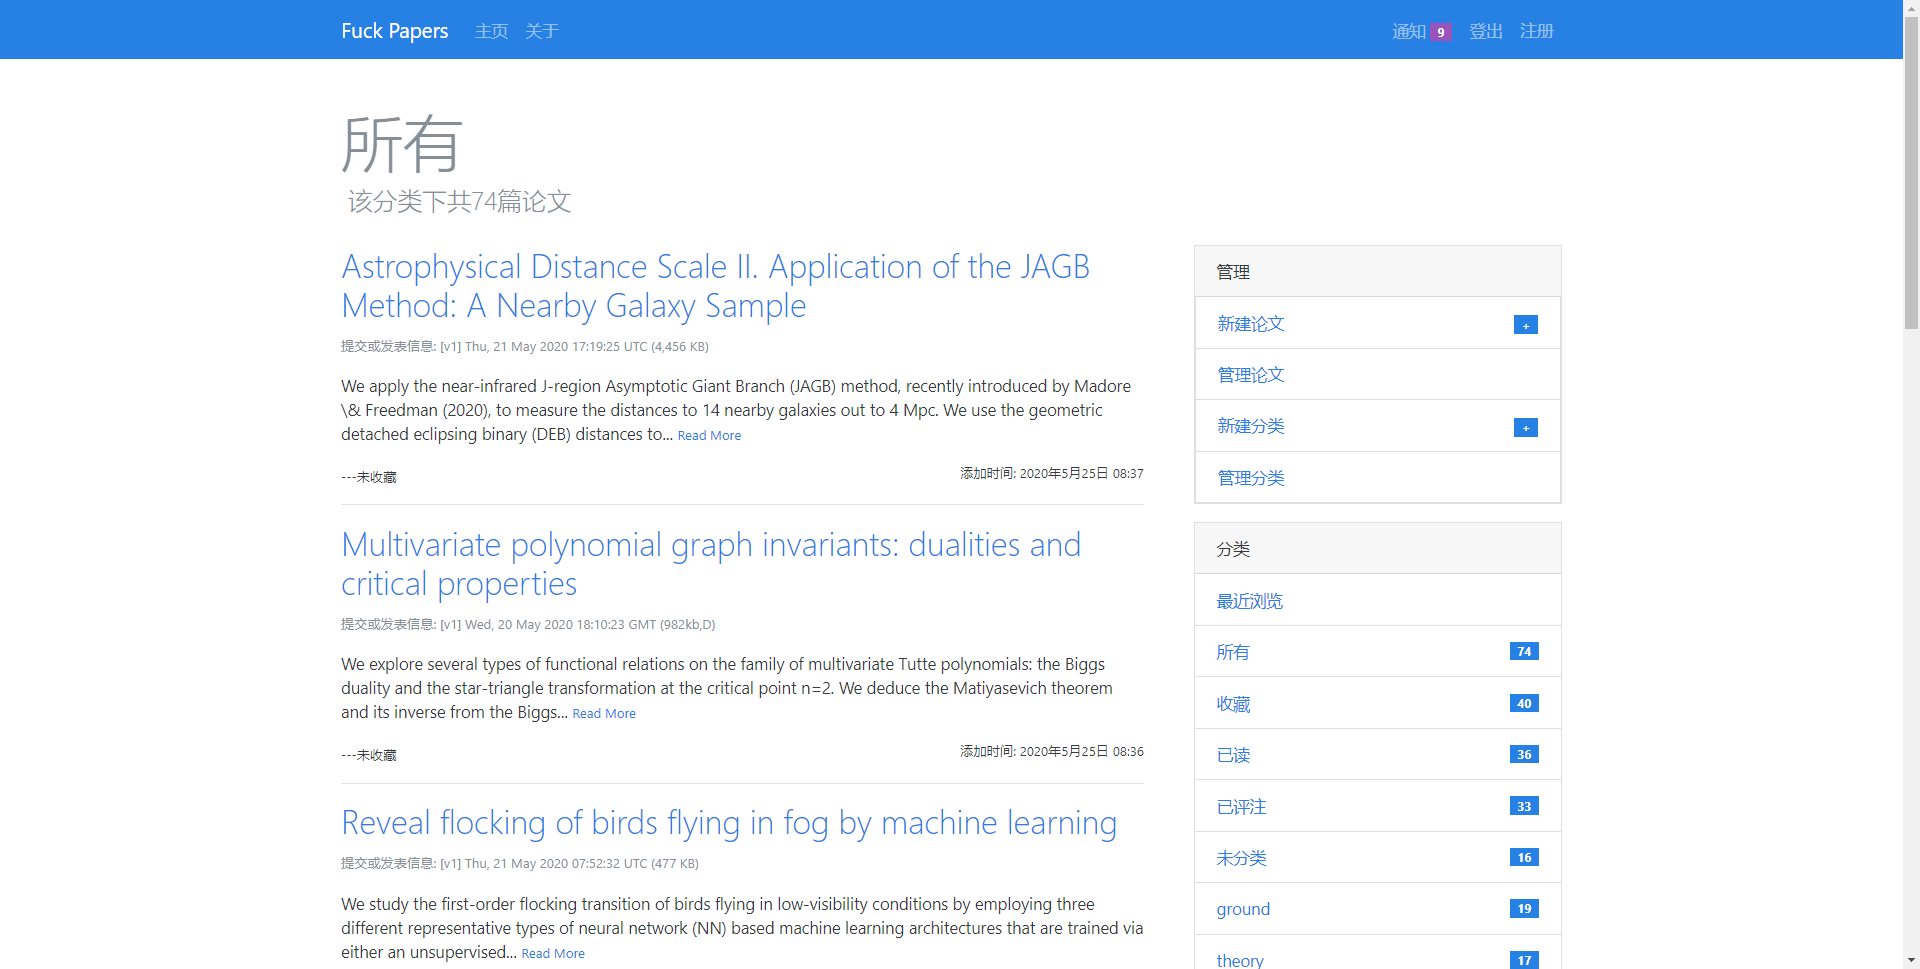 Fuck Papers 主页 关于 通知 9 登出 注册
所有
该分类下共74篇论文
Astrophysical Distance Scale II. Application of the JAGB
Method: A Nearby Galaxy Sample
提交或发表信息: [v1] Thu, 21 May 2020 17:19:25 UTC (4,456 KB)
We apply the near-infrared J-region Asymptotic Giant Branch (JAGB) method, recently introduced by Madore
\& Freedman (2020), to measure the distances to 14 nearby galaxies out to 4 Mpc. We use the geometric
detached eclipsing binary (DEB) distances to... Read More
---未收藏 添加时间: 2020年5月25日 08:37
Multivariate polynomial graph invariants: dualities and
critical properties
提交或发表信息: [v1] Wed, 20 May 2020 18:10:23 GMT (982kb,D)
We explore several types of functional relations on the family of multivariate Tutte polynomials: the Biggs
duality and the star-triangle transformation at the critical point n=2. We deduce the Matiyasevich theorem
and its inverse from the Biggs... Read More
---未收藏 添加时间: 2020年5月25日 08:36
Reveal flocking of birds flying in fog by machine learning
提交或发表信息: [v1] Thu, 21 May 2020 07:52:32 UTC (477 KB)
We study the first-order flocking transition of birds flying in low-visibility conditions by employing three
different representative types of neural network (NN) based machine learning architectures that are trained via
either an unsupervised... Read More
管理
新建论文 +
管理论文
新建分类 +
管理分类
分类
最近浏览
所有 74
收藏 40
已读 36
已评注 33
未分类 16
ground 19
theory 17